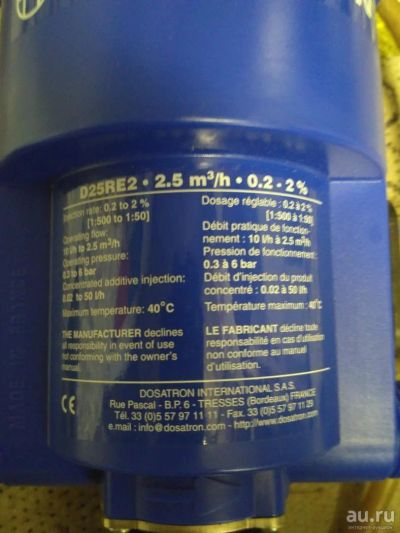 D25RE2 • 2.5 m³/h • 0.2 - 2%
Injection rate: 0.2 to 2 %
[1:500 to 1:50]
Operating flow:
10 l/h to 2.5 m³/h
Operating pressure:
0.3 to 6 bar
Concentrated additive injection:
0.02 to 50 l/h
Maximum temperature: 40°C
THE MANUFACTURER declines
all responsibility in event of use
not conforming with the owner's
manual.
Dosage réglable : 0.2 à 2%
[1:500 à 1:50]
Débit pratique de fonction-
nement : 10 l/h à 2.5 m³/h
Pression de fonctionnement :
0.3 à 6 bar
Débit d'injection du produit
concentré : 0.02 à 50 l/h
Température maximum : 40°C
LE FABRICANT décline toute
responsabilité en cas d'utilisation
non conforme au manuel
d'utilisation.
CE
DOSATRON INTERNATIONAL S.A.S.
Rue Pascal - B.P. 6 - TRESSES (Bordeaux) FRANCE
Tél. 33 (0)5 57 97 11 11 - Fax. 33 (0)5 57 97 11 29
e.mail : info@dosatron.com - http://www.dosatron.com
au.ru
интернет-аукцион